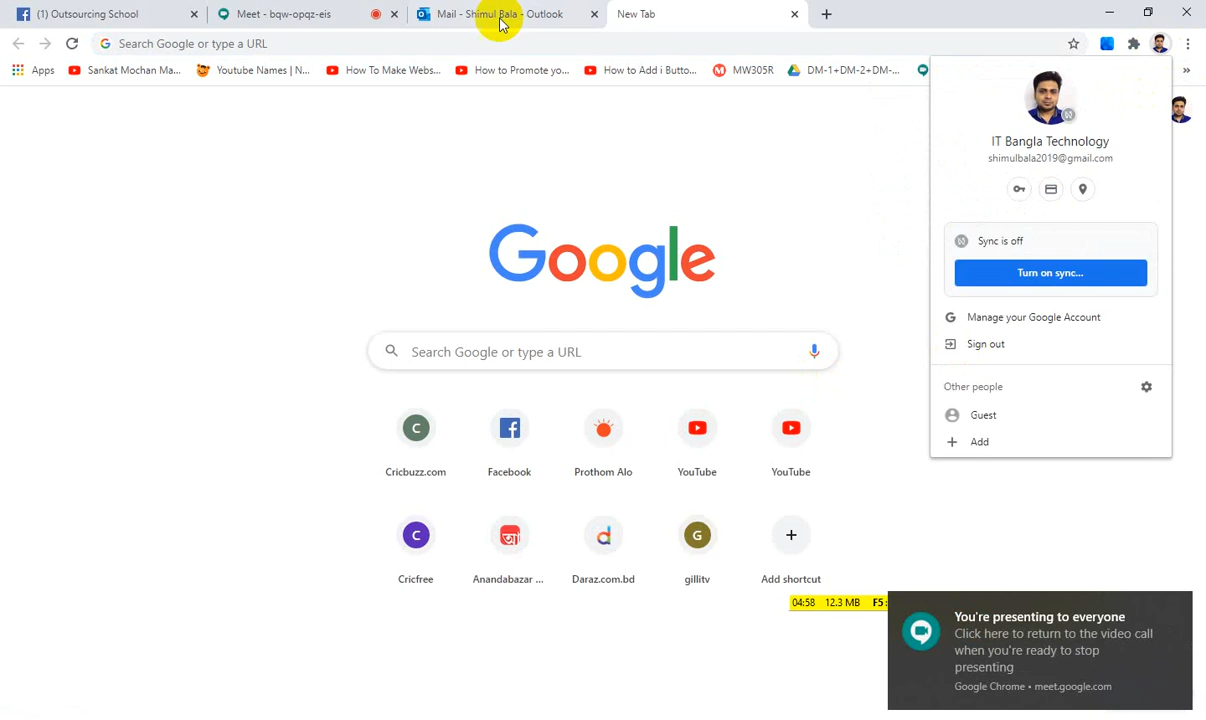 (1) Outsourcing School
Meet - bqw-opqz-eis
Mail - Shimul Bala - Outlook
New Tab
Search Google or type a URL
Apps
Sankat Mochan Ma...
Youtube Names | N...
How To Make Webs...
How to Promote yo...
How to Add i Butto...
MW305R
DM-1+DM-2+DM-...
IT Bangla Technology
shimulbala2019@gmail.com
Sync is off
Turn on sync...
Manage your Google Account
Sign out
Other people
Guest
Add
Google
Search Google or type a URL
C
Cricbuzz.com
Facebook
Prothom Alo
YouTube
YouTube
C
Cricfree
আ
Anandabazar ...
d
Daraz.com.bd
G
gillitv
Add shortcut
04:58 12.3 MB F5:
You're presenting to everyone
Click here to return to the video call
when you're ready to stop
presenting
Google Chrome • meet.google.com